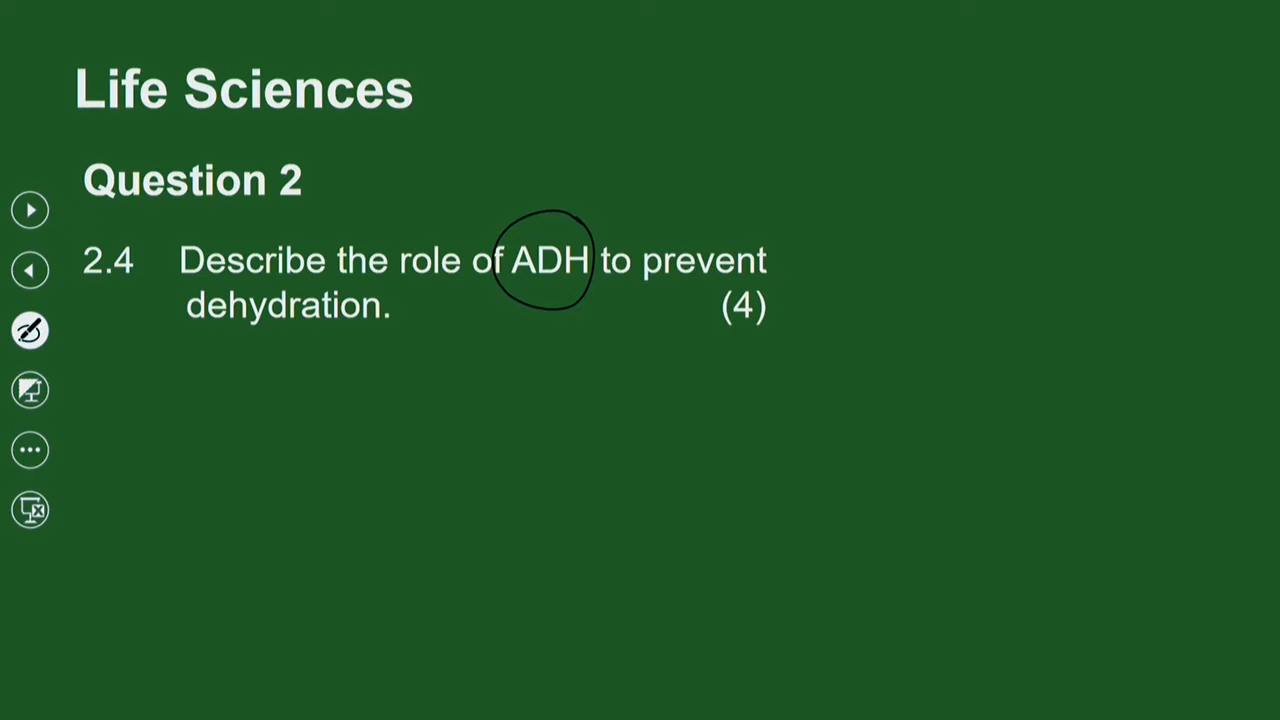 Life Sciences
Question 2
2.4 Describe the role of ADH to prevent
dehydration. (4)